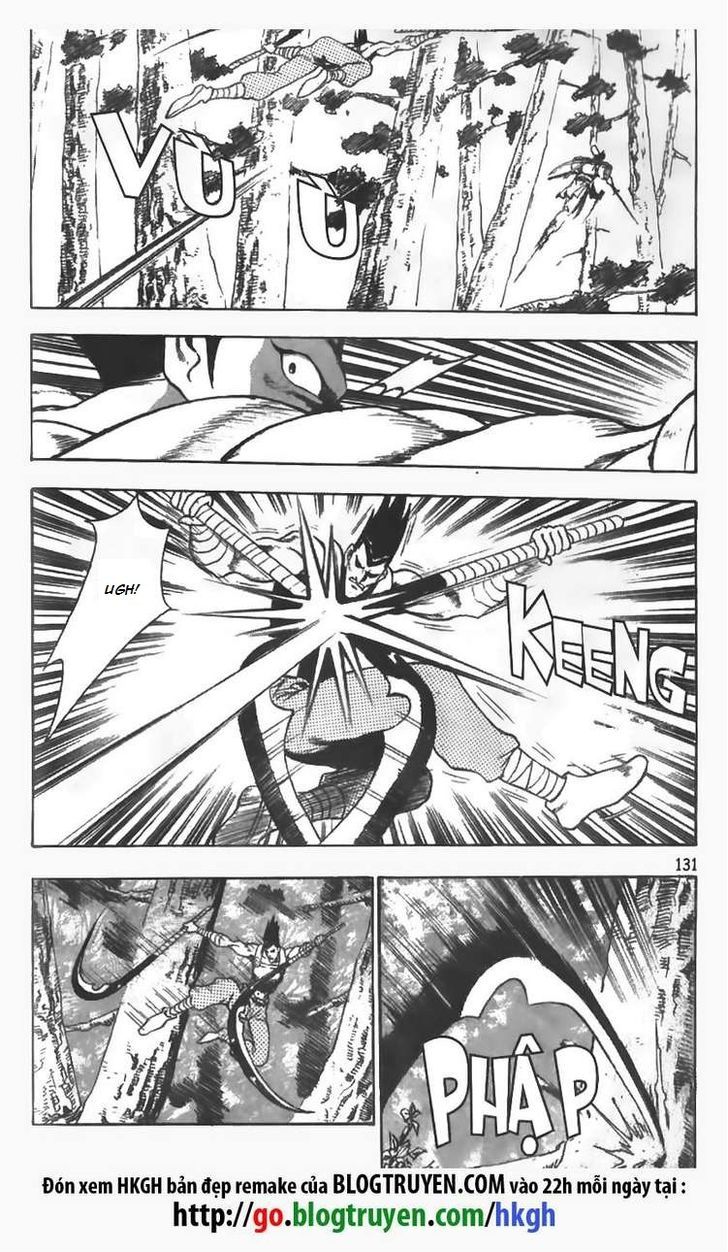 VÙ Ù
UGH!
KEENG
131
PHẬP
Đón xem HKGH bản đẹp remake của BLOGTRUYEN.COM vào 22h mỗi ngày tại :
http://go.blogtruyen.com/hkgh